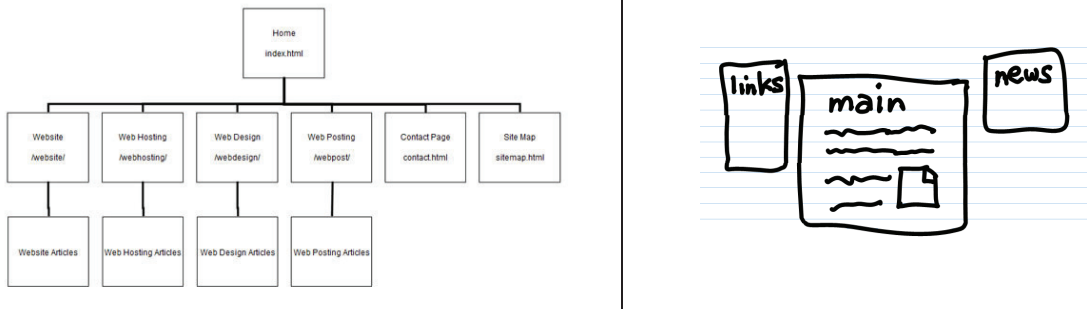 Home
index.html
Website
/website/
Web Hosting
/webhosting/
Web Design
/webdesign/
Web Posting
/webpost/
Contact Page
contact.html
Site Map
sitemap.html
Website Articles
Web Hosting Articles
Web Design Articles
Web Posting Articles
links
main
news